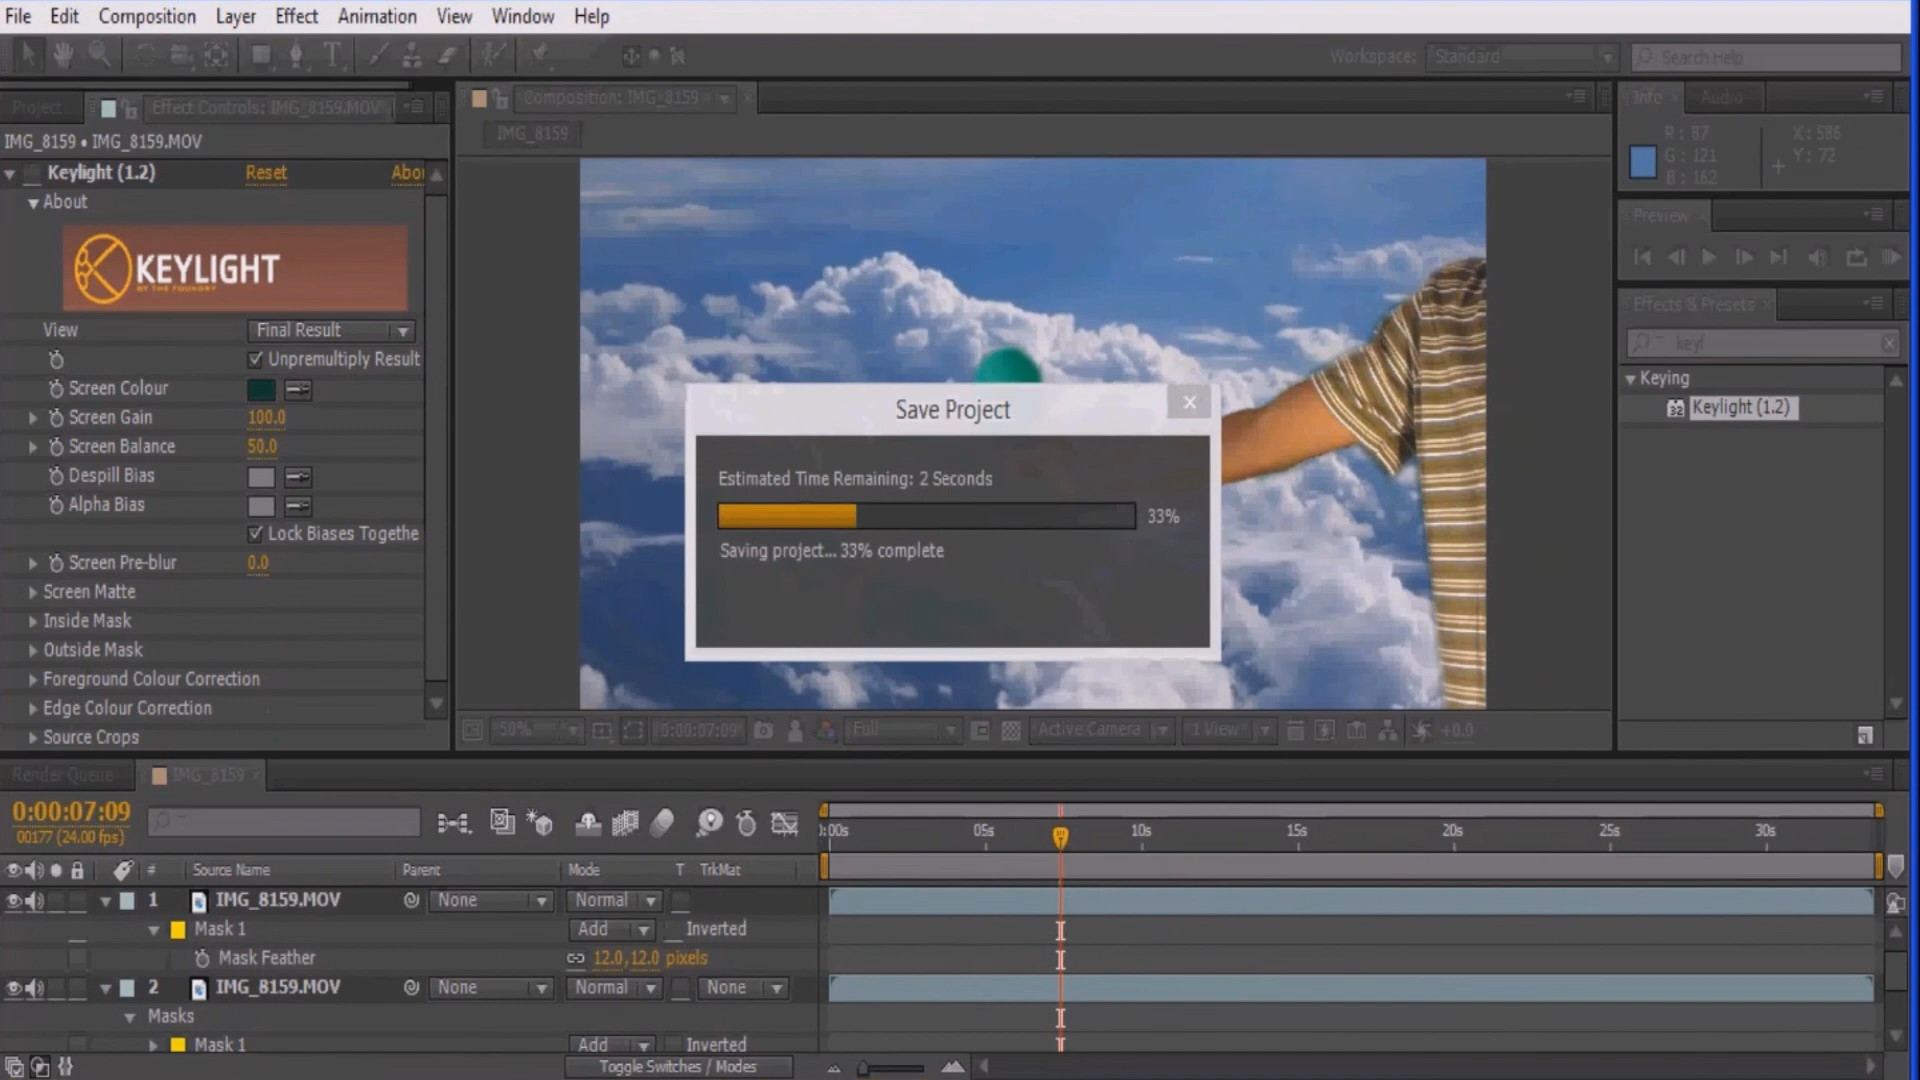 File Edit Composition Layer Effect Animation View Window Help
Workspace: Standard Search Help
Project Effect Controls: IMG_8159.MOV
Composition: IMG_8159
Info Audio
IMG_8159 • IMG_8159.MOV
IMG_8159
R: 87
G: 121
B: 162
X: 586
Y: 72
Keylight (1.2) Reset Abou
About
KEYLIGHT
BY THE FOUNDRY
Preview
View Final Result
Unpremultiply Result
Screen Colour
Screen Gain 100.0
Screen Balance 50.0
Despill Bias
Alpha Bias
Lock Biases Togethe
Screen Pre-blur 0.0
Screen Matte
Inside Mask
Outside Mask
Foreground Colour Correction
Edge Colour Correction
Source Crops
Effects & Presets
keyl
Keying
Keylight (1.2)
32
Save Project
Estimated Time Remaining: 2 Seconds
33%
Saving project... 33% complete
50% 0:00:07:09 Full Active Camera 1 View +0.0
Render Queue IMG_8159
0:00:07:09
00177 (24.00 fps)
):00s 05s 10s 15s 20s 25s 30s
# Source Name Parent Mode T TrkMat
1 IMG_8159.MOV None Normal
Mask 1 Add Inverted
Mask Feather 12.0,12.0 pixels
2 IMG_8159.MOV None Normal None
Masks
Mask 1 Add Inverted
Toggle Switches / Modes